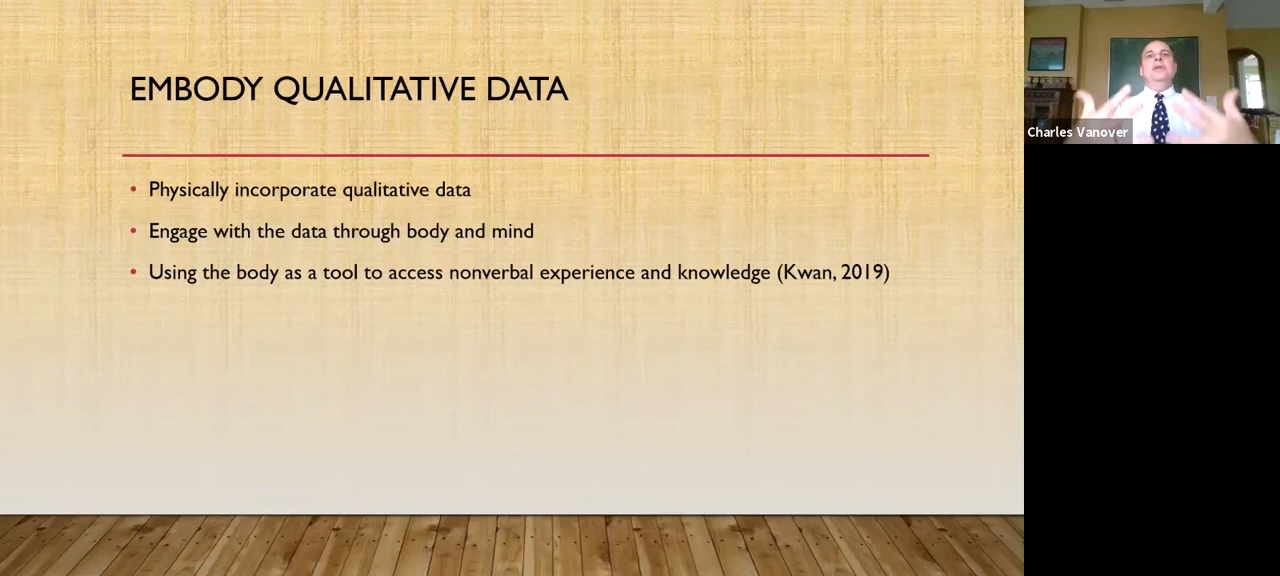 EMBODY QUALITATIVE DATA
• Physically incorporate qualitative data
• Engage with the data through body and mind
• Using the body as a tool to access nonverbal experience and knowledge (Kwan, 2019)
Charles Vanover